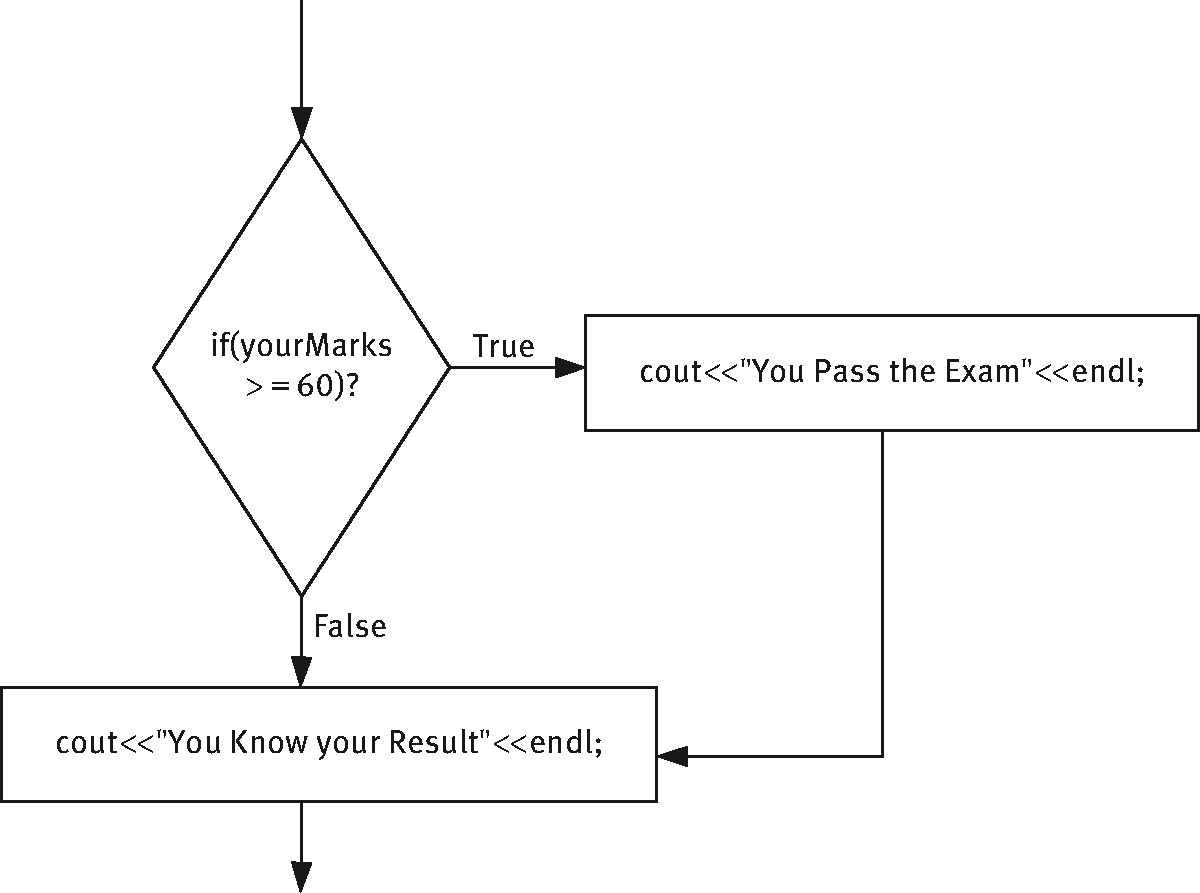 if(yourMarks
> = 60)?
True
cout<<"You Pass the Exam"<<endl;
False
cout<<"You Know your Result"<<endl;